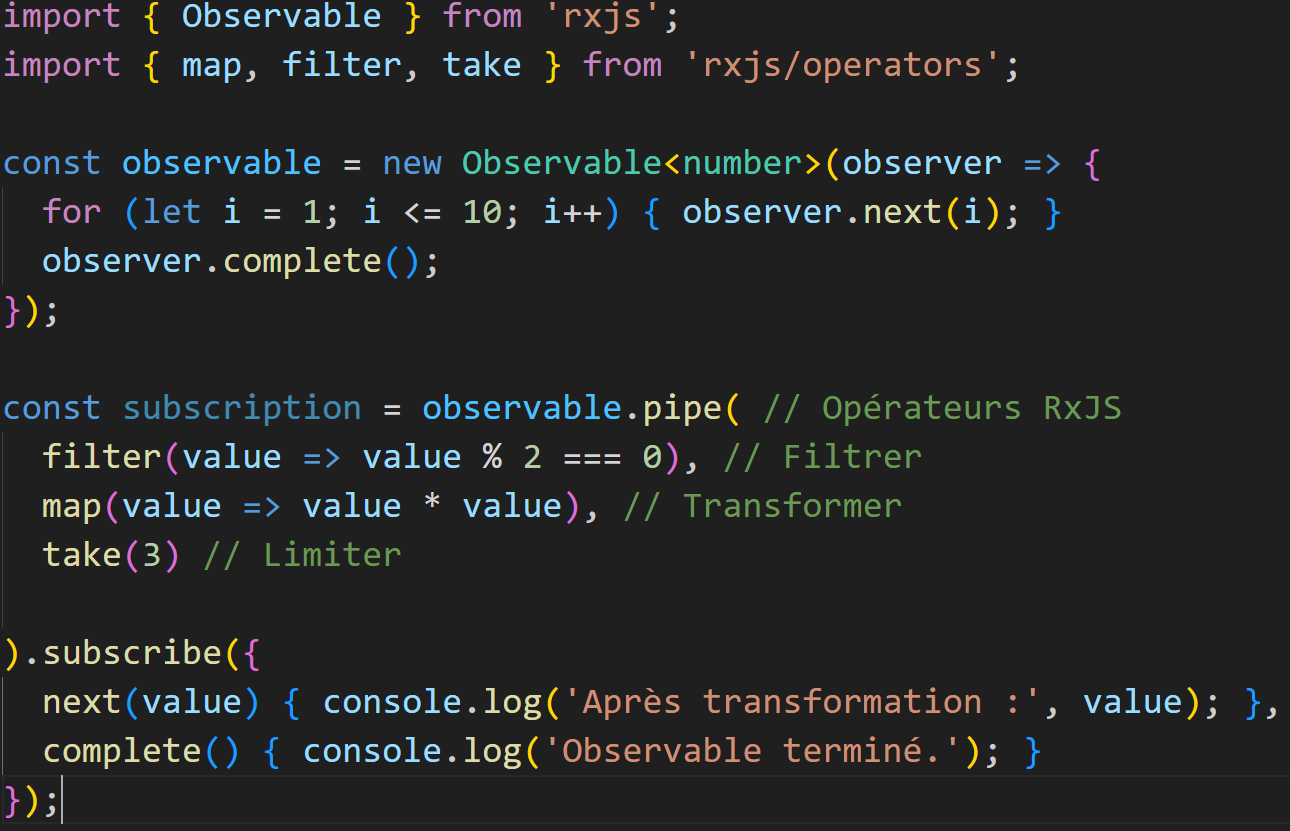 import { Observable } from 'rxjs';
import { map, filter, take } from 'rxjs/operators';
const observable = new Observable<number>(observer => {
  for (let i = 1; i <= 10; i++) { observer.next(i); }
  observer.complete();
});
const subscription = observable.pipe( // Opérateurs RxJS
  filter(value => value % 2 === 0), // Filtrer
  map(value => value * value), // Transformer
  take(3) // Limiter
).subscribe({
  next(value) { console.log('Après transformation :', value); },
  complete() { console.log('Observable terminé.'); }
});